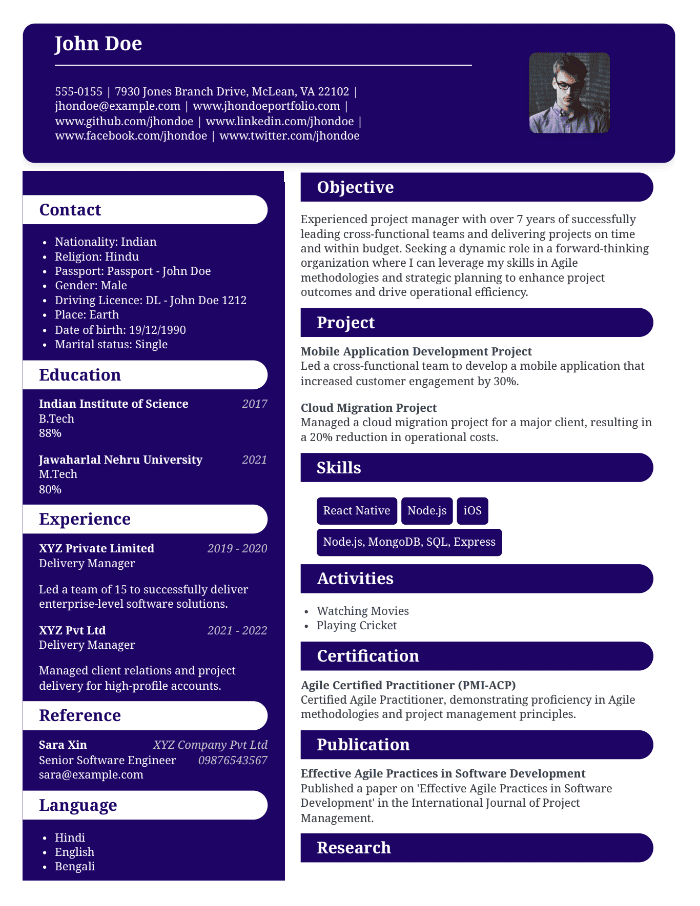 John Doe
555-0155 | 7930 Jones Branch Drive, McLean, VA 22102 |
jhondoe@example.com | www.jhondoeportfolio.com |
www.github.com/jhondoe | www.linkedin.com/jhondoe |
www.facebook.com/jhondoe | www.twitter.com/jhondoe
Contact
• Nationality: Indian
• Religion: Hindu
• Passport: Passport - John Doe
• Gender: Male
• Driving Licence: DL - John Doe 1212
• Place: Earth
• Date of birth: 19/12/1990
• Marital status: Single
Education
Indian Institute of Science 2017
B.Tech
88%
Jawaharlal Nehru University 2021
M.Tech
80%
Experience
XYZ Private Limited 2019 - 2020
Delivery Manager
Led a team of 15 to successfully deliver
enterprise-level software solutions.
XYZ Pvt Ltd 2021 - 2022
Delivery Manager
Managed client relations and project
delivery for high-profile accounts.
Reference
Sara Xin XYZ Company Pvt Ltd
Senior Software Engineer 09876543567
sara@example.com
Language
• Hindi
• English
• Bengali
Objective
Experienced project manager with over 7 years of successfully
leading cross-functional teams and delivering projects on time
and within budget. Seeking a dynamic role in a forward-thinking
organization where I can leverage my skills in Agile
methodologies and strategic planning to enhance project
outcomes and drive operational efficiency.
Project
Mobile Application Development Project
Led a cross-functional team to develop a mobile application that
increased customer engagement by 30%.
Cloud Migration Project
Managed a cloud migration project for a major client, resulting in
a 20% reduction in operational costs.
Skills
React Native Node.js iOS
Node.js, MongoDB, SQL, Express
Activities
• Watching Movies
• Playing Cricket
Certification
Agile Certified Practitioner (PMI-ACP)
Certified Agile Practitioner, demonstrating proficiency in Agile
methodologies and project management principles.
Publication
Effective Agile Practices in Software Development
Published a paper on 'Effective Agile Practices in Software
Development' in the International Journal of Project
Management.
Research